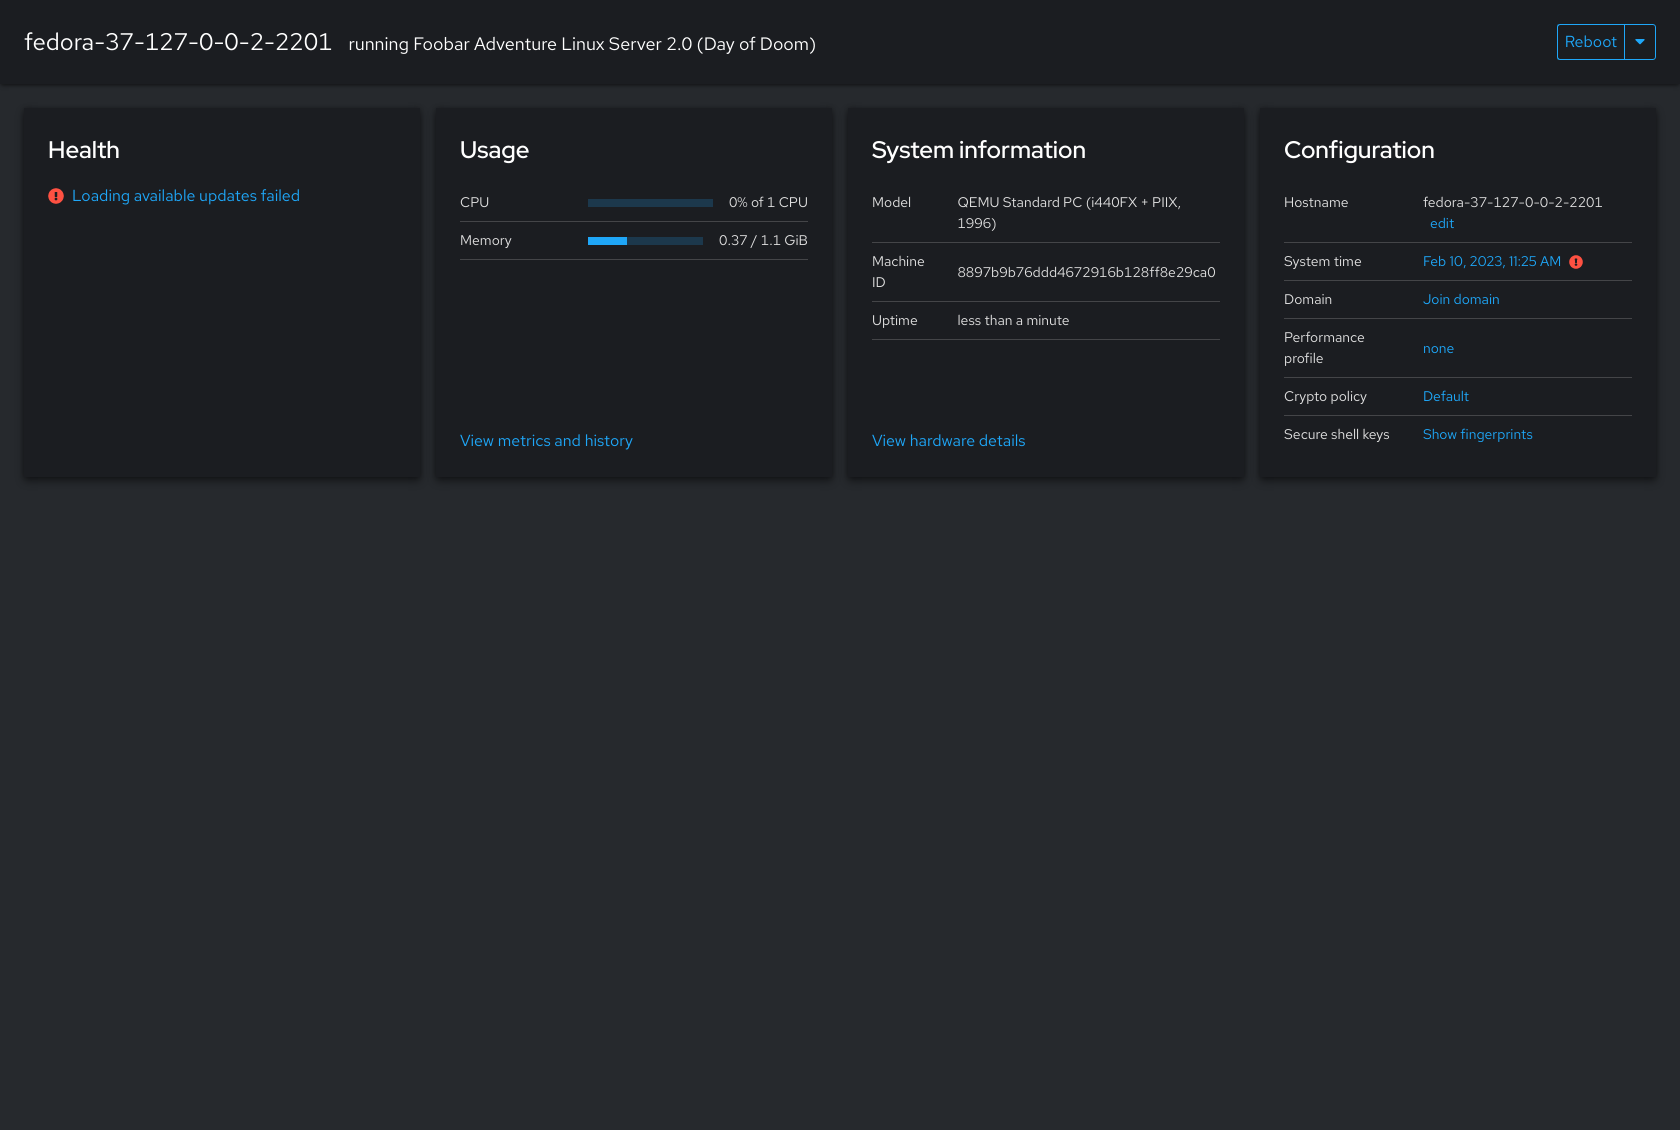 fedora-37-127-0-0-2-2201 running Foobar Adventure Linux Server 2.0 (Day of Doom)
Reboot
Health
Loading available updates failed
Usage
CPU 0% of 1 CPU
Memory 0.37 / 1.1 GiB
View metrics and history
System information
Model QEMU Standard PC (i440FX + PIIX,
1996)
Machine
ID
8897b9b76ddd4672916b128ff8e29ca0
Uptime less than a minute
View hardware details
Configuration
Hostname fedora-37-127-0-0-2-2201
edit
System time Feb 10, 2023, 11:25 AM
Domain Join domain
Performance
profile
none
Crypto policy Default
Secure shell keys Show fingerprints